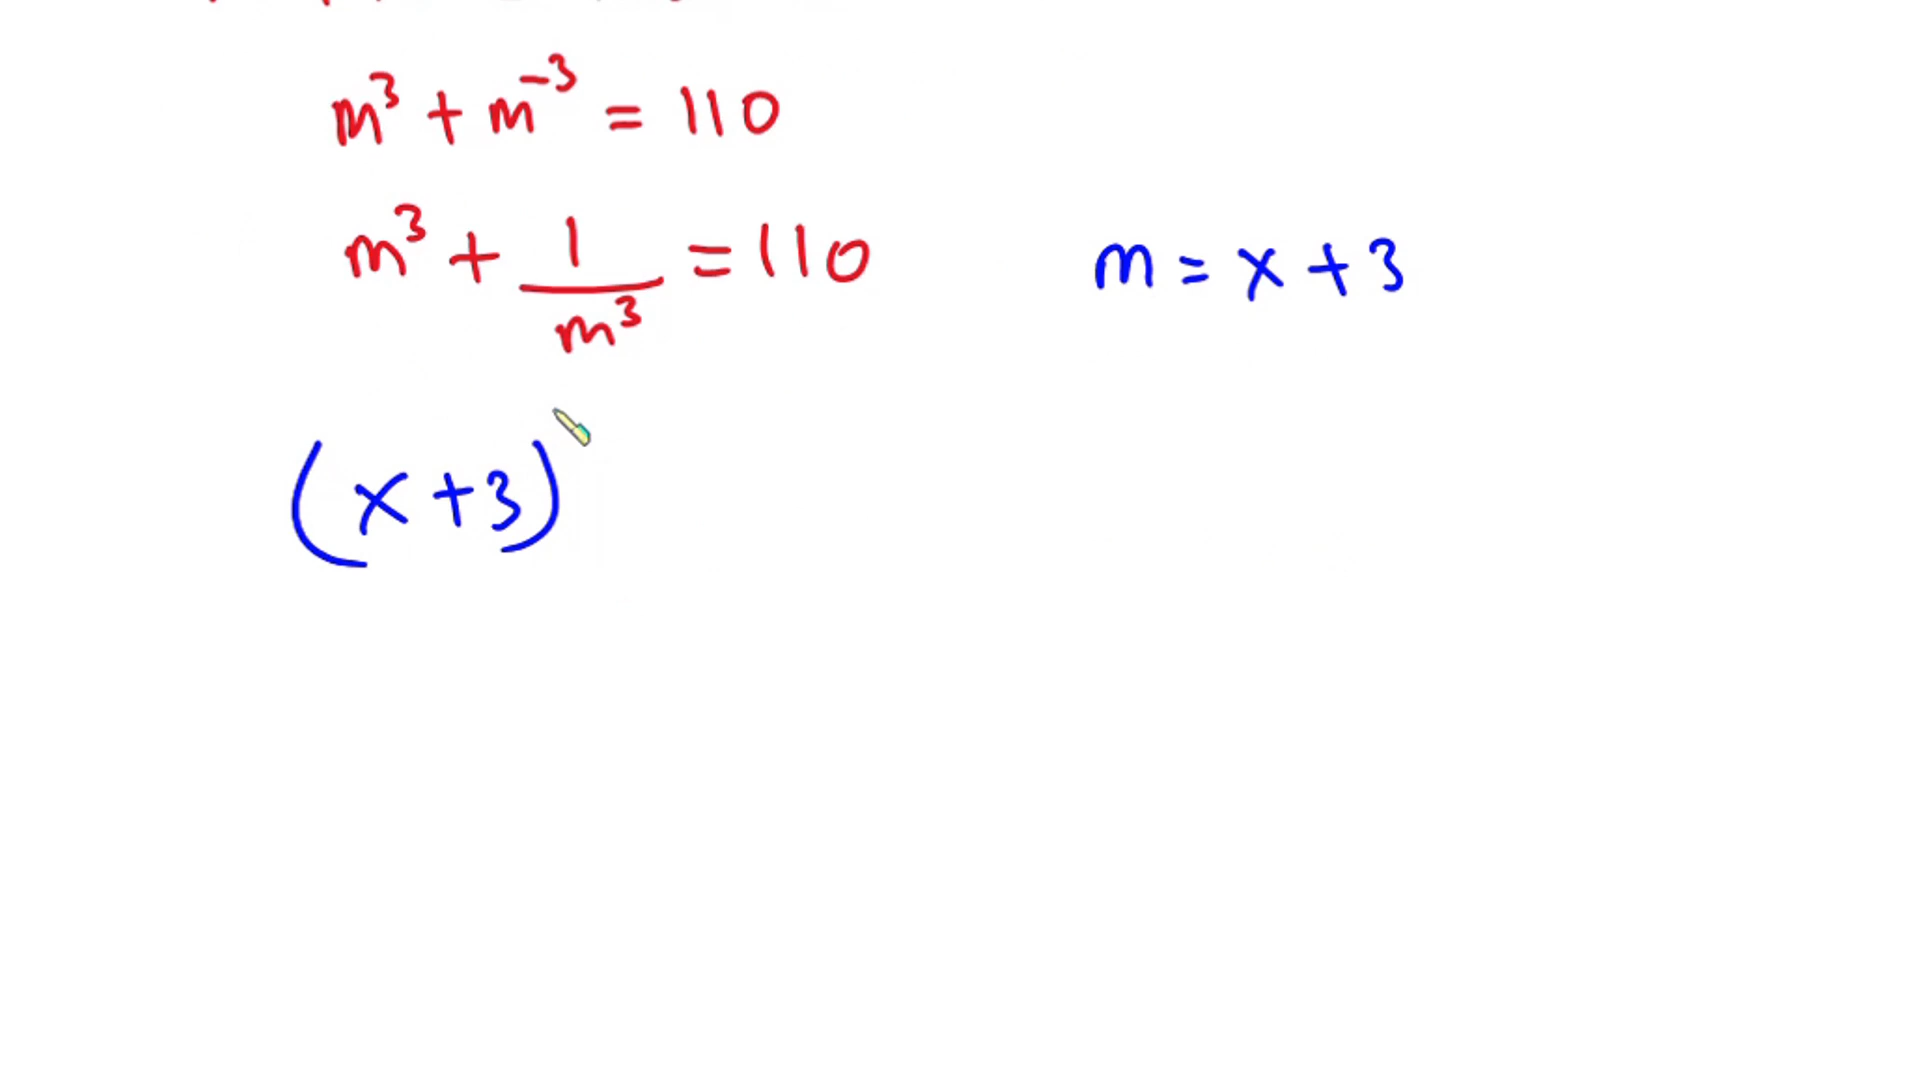 m³ + m⁻³ = 110
m³ + 1/m³ = 110
m = x + 3
(x + 3)